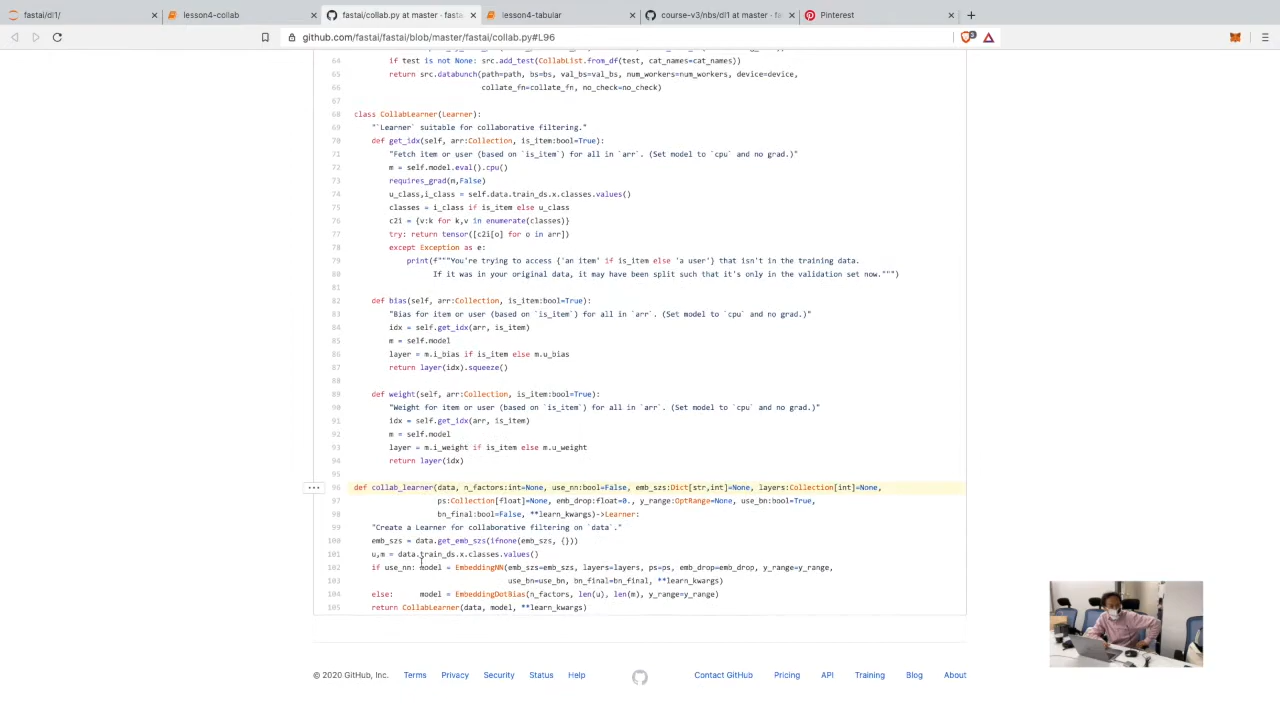 fastai/dl1/
lesson4-collab
fastai/collab.py at master · fasta
lesson4-tabular
course-v3/nbs/dl1 at master · fa
Pinterest
github.com/fastai/fastai/blob/master/fastai/collab.py#L96
64 if test is not None: src.add_test(CollabList.from_df(test, cat_names=cat_names))
65 return src.databunch(path=path, bs=bs, val_bs=val_bs, num_workers=num_workers, device=device,
66 collate_fn=collate_fn, no_check=no_check)
67
68 class CollabLearner(Learner):
69 "`Learner` suitable for collaborative filtering."
70 def get_idx(self, arr:Collection, is_item:bool=True):
71 "Fetch item or user (based on `is_item`) for all in `arr`. (Set model to `cpu` and no grad.)"
72 m = self.model.eval().cpu()
73 requires_grad(m,False)
74 u_class,i_class = self.data.train_ds.x.classes.values()
75 classes = i_class if is_item else u_class
76 c2i = {v:k for k,v in enumerate(classes)}
77 try: return tensor([c2i[o] for o in arr])
78 except Exception as e:
79 print(f"""You're trying to access {'an item' if is_item else 'a user'} that isn't in the training data.
80 If it was in your original data, it may have been split such that it's only in the validation set now.""")
81
82 def bias(self, arr:Collection, is_item:bool=True):
83 "Bias for item or user (based on `is_item`) for all in `arr`. (Set model to `cpu` and no grad.)"
84 idx = self.get_idx(arr, is_item)
85 m = self.model
86 layer = m.i_bias if is_item else m.u_bias
87 return layer(idx).squeeze()
88
89 def weight(self, arr:Collection, is_item:bool=True):
90 "Weight for item or user (based on `is_item`) for all in `arr`. (Set model to `cpu` and no grad.)"
91 idx = self.get_idx(arr, is_item)
92 m = self.model
93 layer = m.i_weight if is_item else m.u_weight
94 return layer(idx)
95
96 def collab_learner(data, n_factors:int=None, use_nn:bool=False, emb_szs:Dict[str,int]=None, layers:Collection[int]=None,
97 ps:Collection[float]=None, emb_drop:float=0., y_range:OptRange=None, use_bn:bool=True,
98 bn_final:bool=False, **learn_kwargs)->Learner:
99 "Create a Learner for collaborative filtering on `data`."
100 emb_szs = data.get_emb_szs(ifnone(emb_szs, {}))
101 u,m = data.train_ds.x.classes.values()
102 if use_nn: model = EmbeddingNN(emb_szs=emb_szs, layers=layers, ps=ps, emb_drop=emb_drop, y_range=y_range,
103 use_bn=use_bn, bn_final=bn_final, **learn_kwargs)
104 else: model = EmbeddingDotBias(n_factors, len(u), len(m), y_range=y_range)
105 return CollabLearner(data, model, **learn_kwargs)
© 2020 GitHub, Inc. Terms Privacy Security Status Help Contact GitHub Pricing API Training Blog About